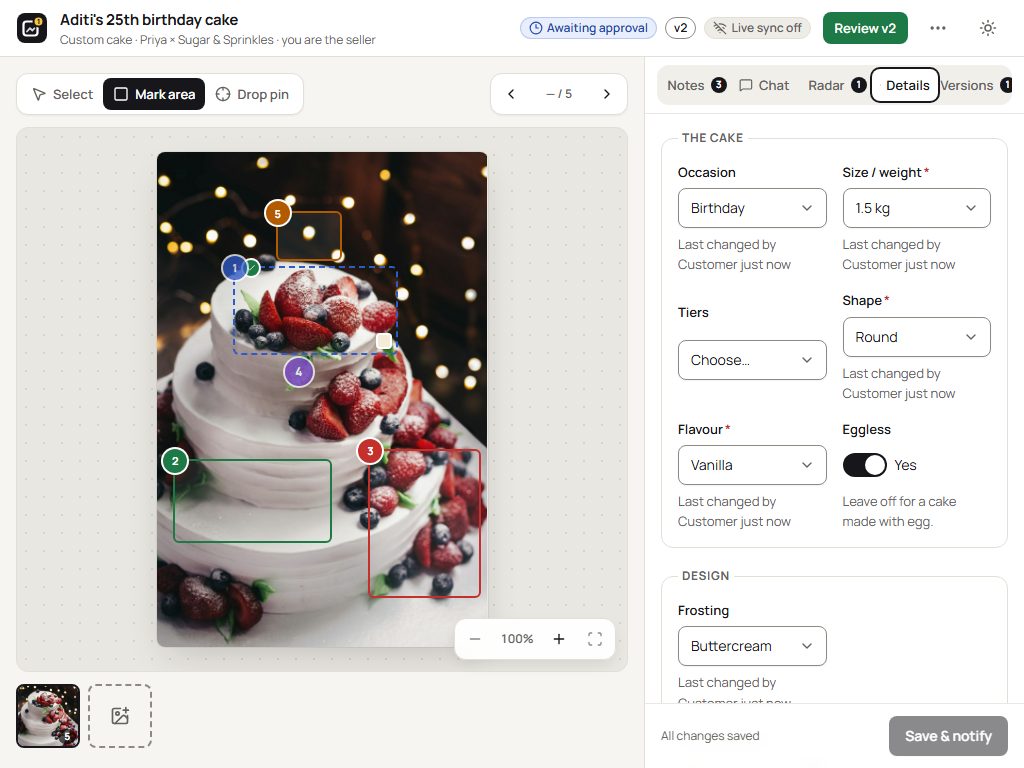 Aditi's 25th birthday cake
Custom cake · Priya × Sugar & Sprinkles · you are the seller
Awaiting approval
v2
Live sync off
Review v2
Select
Mark area
Drop pin
– / 5
Notes 3
Chat
Radar 1
Details
Versions 1
5
1
4
2
3
100%
5
THE CAKE
Occasion
Size / weight *
Birthday
1.5 kg
Last changed by
Customer just now
Last changed by
Customer just now
Tiers
Shape *
Choose...
Round
Last changed by
Customer just now
Flavour *
Eggless
Vanilla
Yes
Last changed by
Customer just now
Leave off for a cake
made with egg.
DESIGN
Frosting
Buttercream
Last changed by
Customer just now
All changes saved
Save & notify